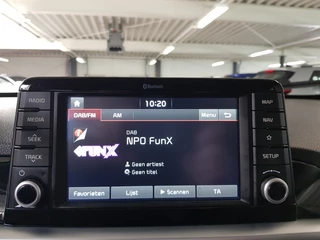 Bluetooth
RADIO
MEDIA
SEEK
TRACK
10:20
DAB/FM
AM
Menu
DAB
NPO FunX
FUNX
Geen artiest
Geen titel
Favorieten
Lijst
Scannen
TA
MAP
NAV
SETUP